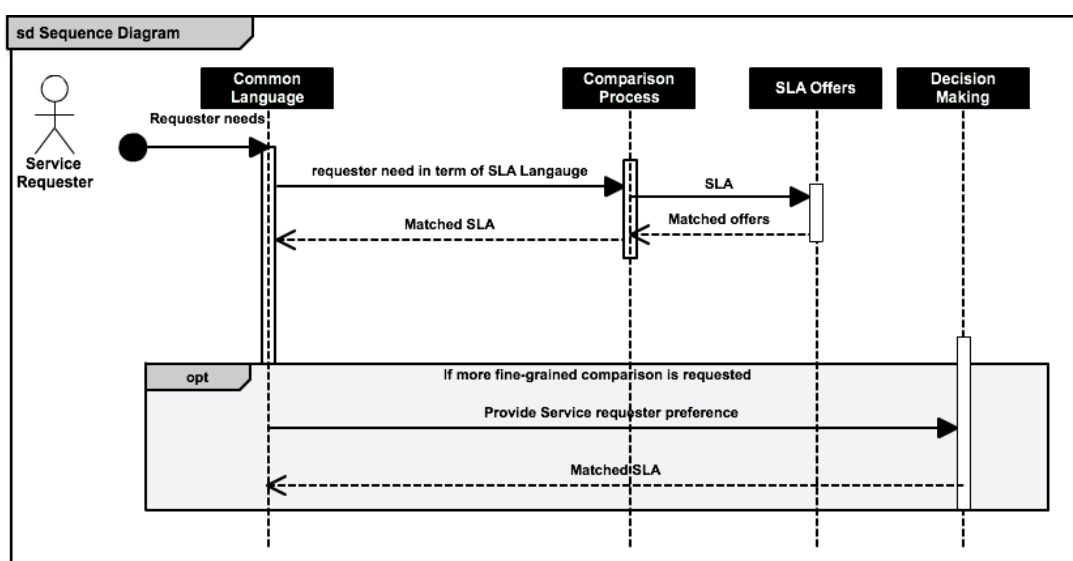 sd Sequence Diagram
Common
Language
Comparison
Process
SLA Offers
Decision
Making
Requester needs
Service
Requester
requester need in term of SLA Langauge
SLA
Matched offers
Matched SLA
opt
If more fine-grained comparison is requested
Provide Service requester preference
Matched SLA